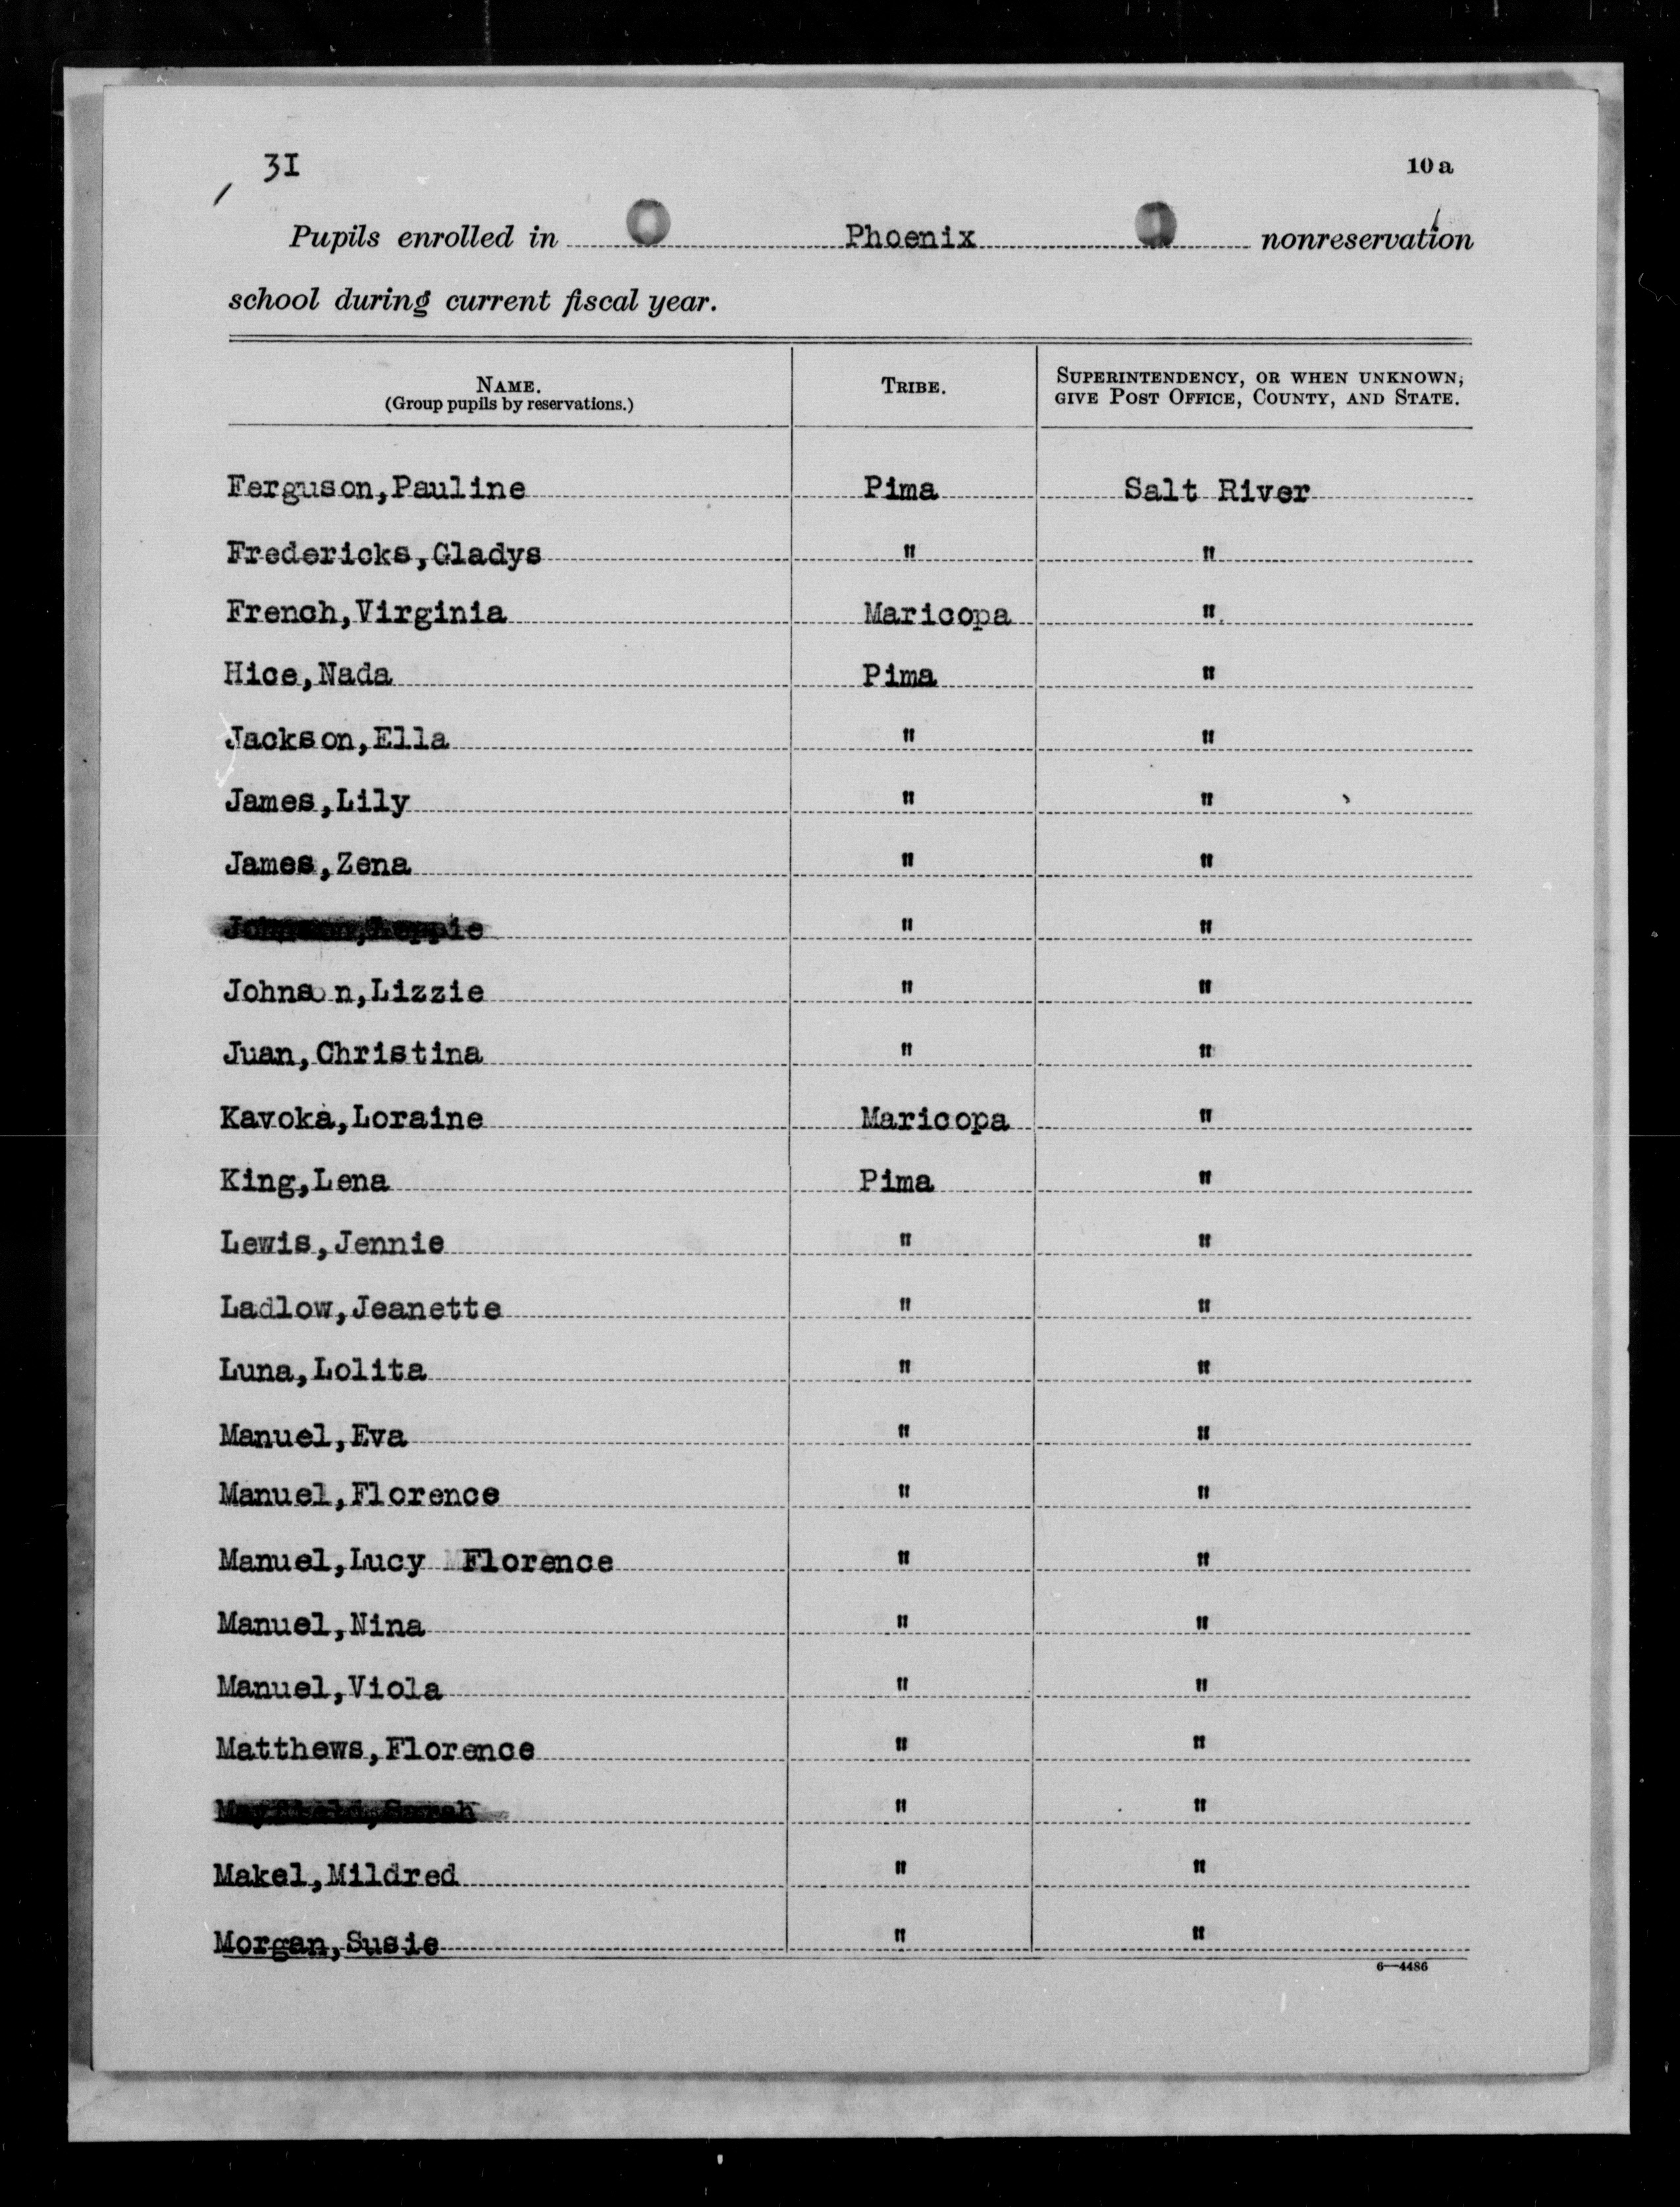 31
10 a
Pupils enrolled in Phoenix nonreservation
school during current fiscal year.
NAME. TRIBE. SUPERINTENDENCY, OR WHEN UNKNOWN,
(Group pupils by reservations.) GIVE POST OFFICE, COUNTY, AND STATE.
Ferguson,Pauline Pima Salt River
Fredericks,Gladys " "
French,Virginia Maricopa "
Hice,Nada Pima "
Jackson,Ella " "
James,Lily " "
James,Zena " "
" "
Johnson,Lizzie " "
Juan,Christina " "
Kavoka,Loraine Maricopa "
King,Lena Pima "
Lewis,Jennie " "
Ladlow,Jeanette " "
Luna,Lolita " "
Manuel,Eva " "
Manuel,Florence " "
Manuel,Lucy Florence " "
Manuel,Nina " "
Manuel,Viola " "
Matthews,Florence " "
Sarah " "
Makel,Mildred " "
Morgan,Susie " "
6—4486